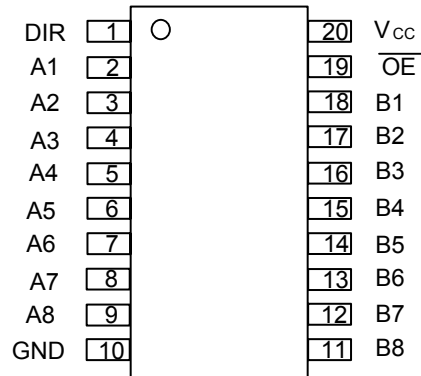 DIR 1 20 VCC
A1 2 19 OE
A2 3 18 B1
A3 4 17 B2
A4 5 16 B3
A5 6 15 B4
A6 7 14 B5
A7 8 13 B6
A8 9 12 B7
GND 10 11 B8